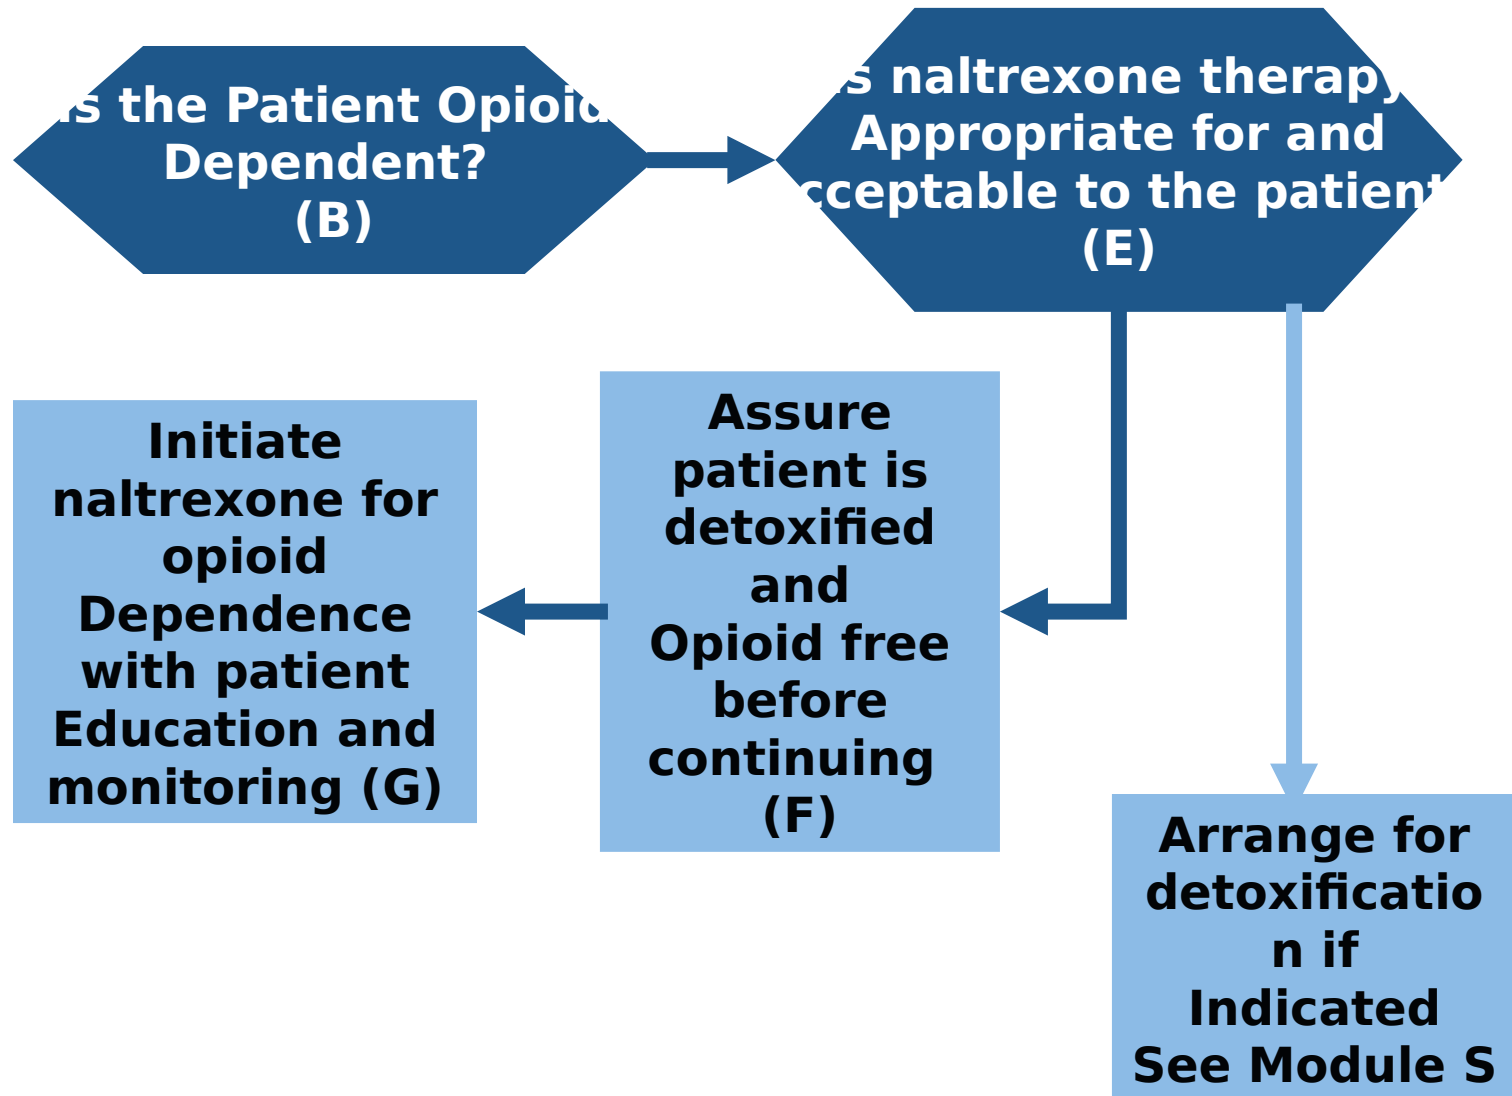 Is the Patient Opioid
Dependent?
(B)
Is naltrexone therapy
Appropriate for and
cceptable to the patient
(E)
Initiate
naltrexone for
opioid
Dependence
with patient
Education and
monitoring (G)
Assure
patient is
detoxified
and
Opioid free
before
continuing
(F)
Arrange for
detoxificatio
n if
Indicated
See Module S